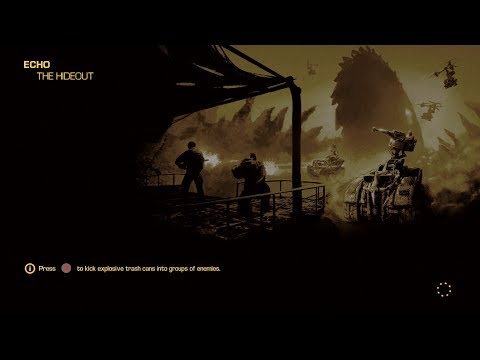 ECHO
THE HIDEOUT
i Press to kick explosive trash cans into groups of enemies.